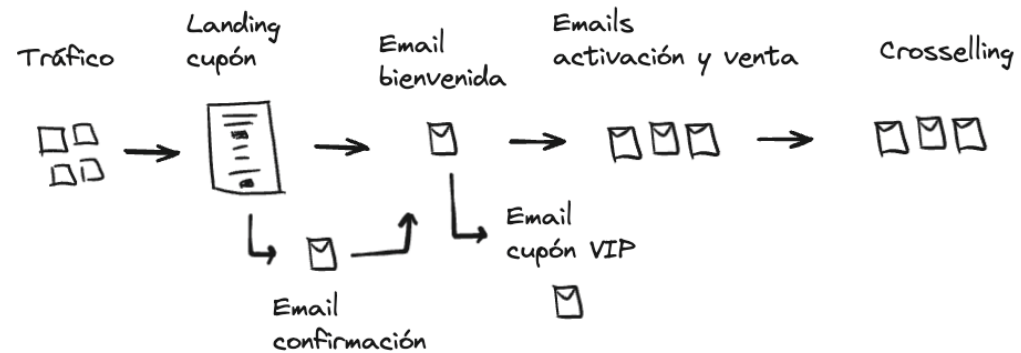 Tráfico
Landing
cupón
Email
bienvenida
Emails
activación y venta
Crosselling
Email
cupón VIP
Email
confirmación